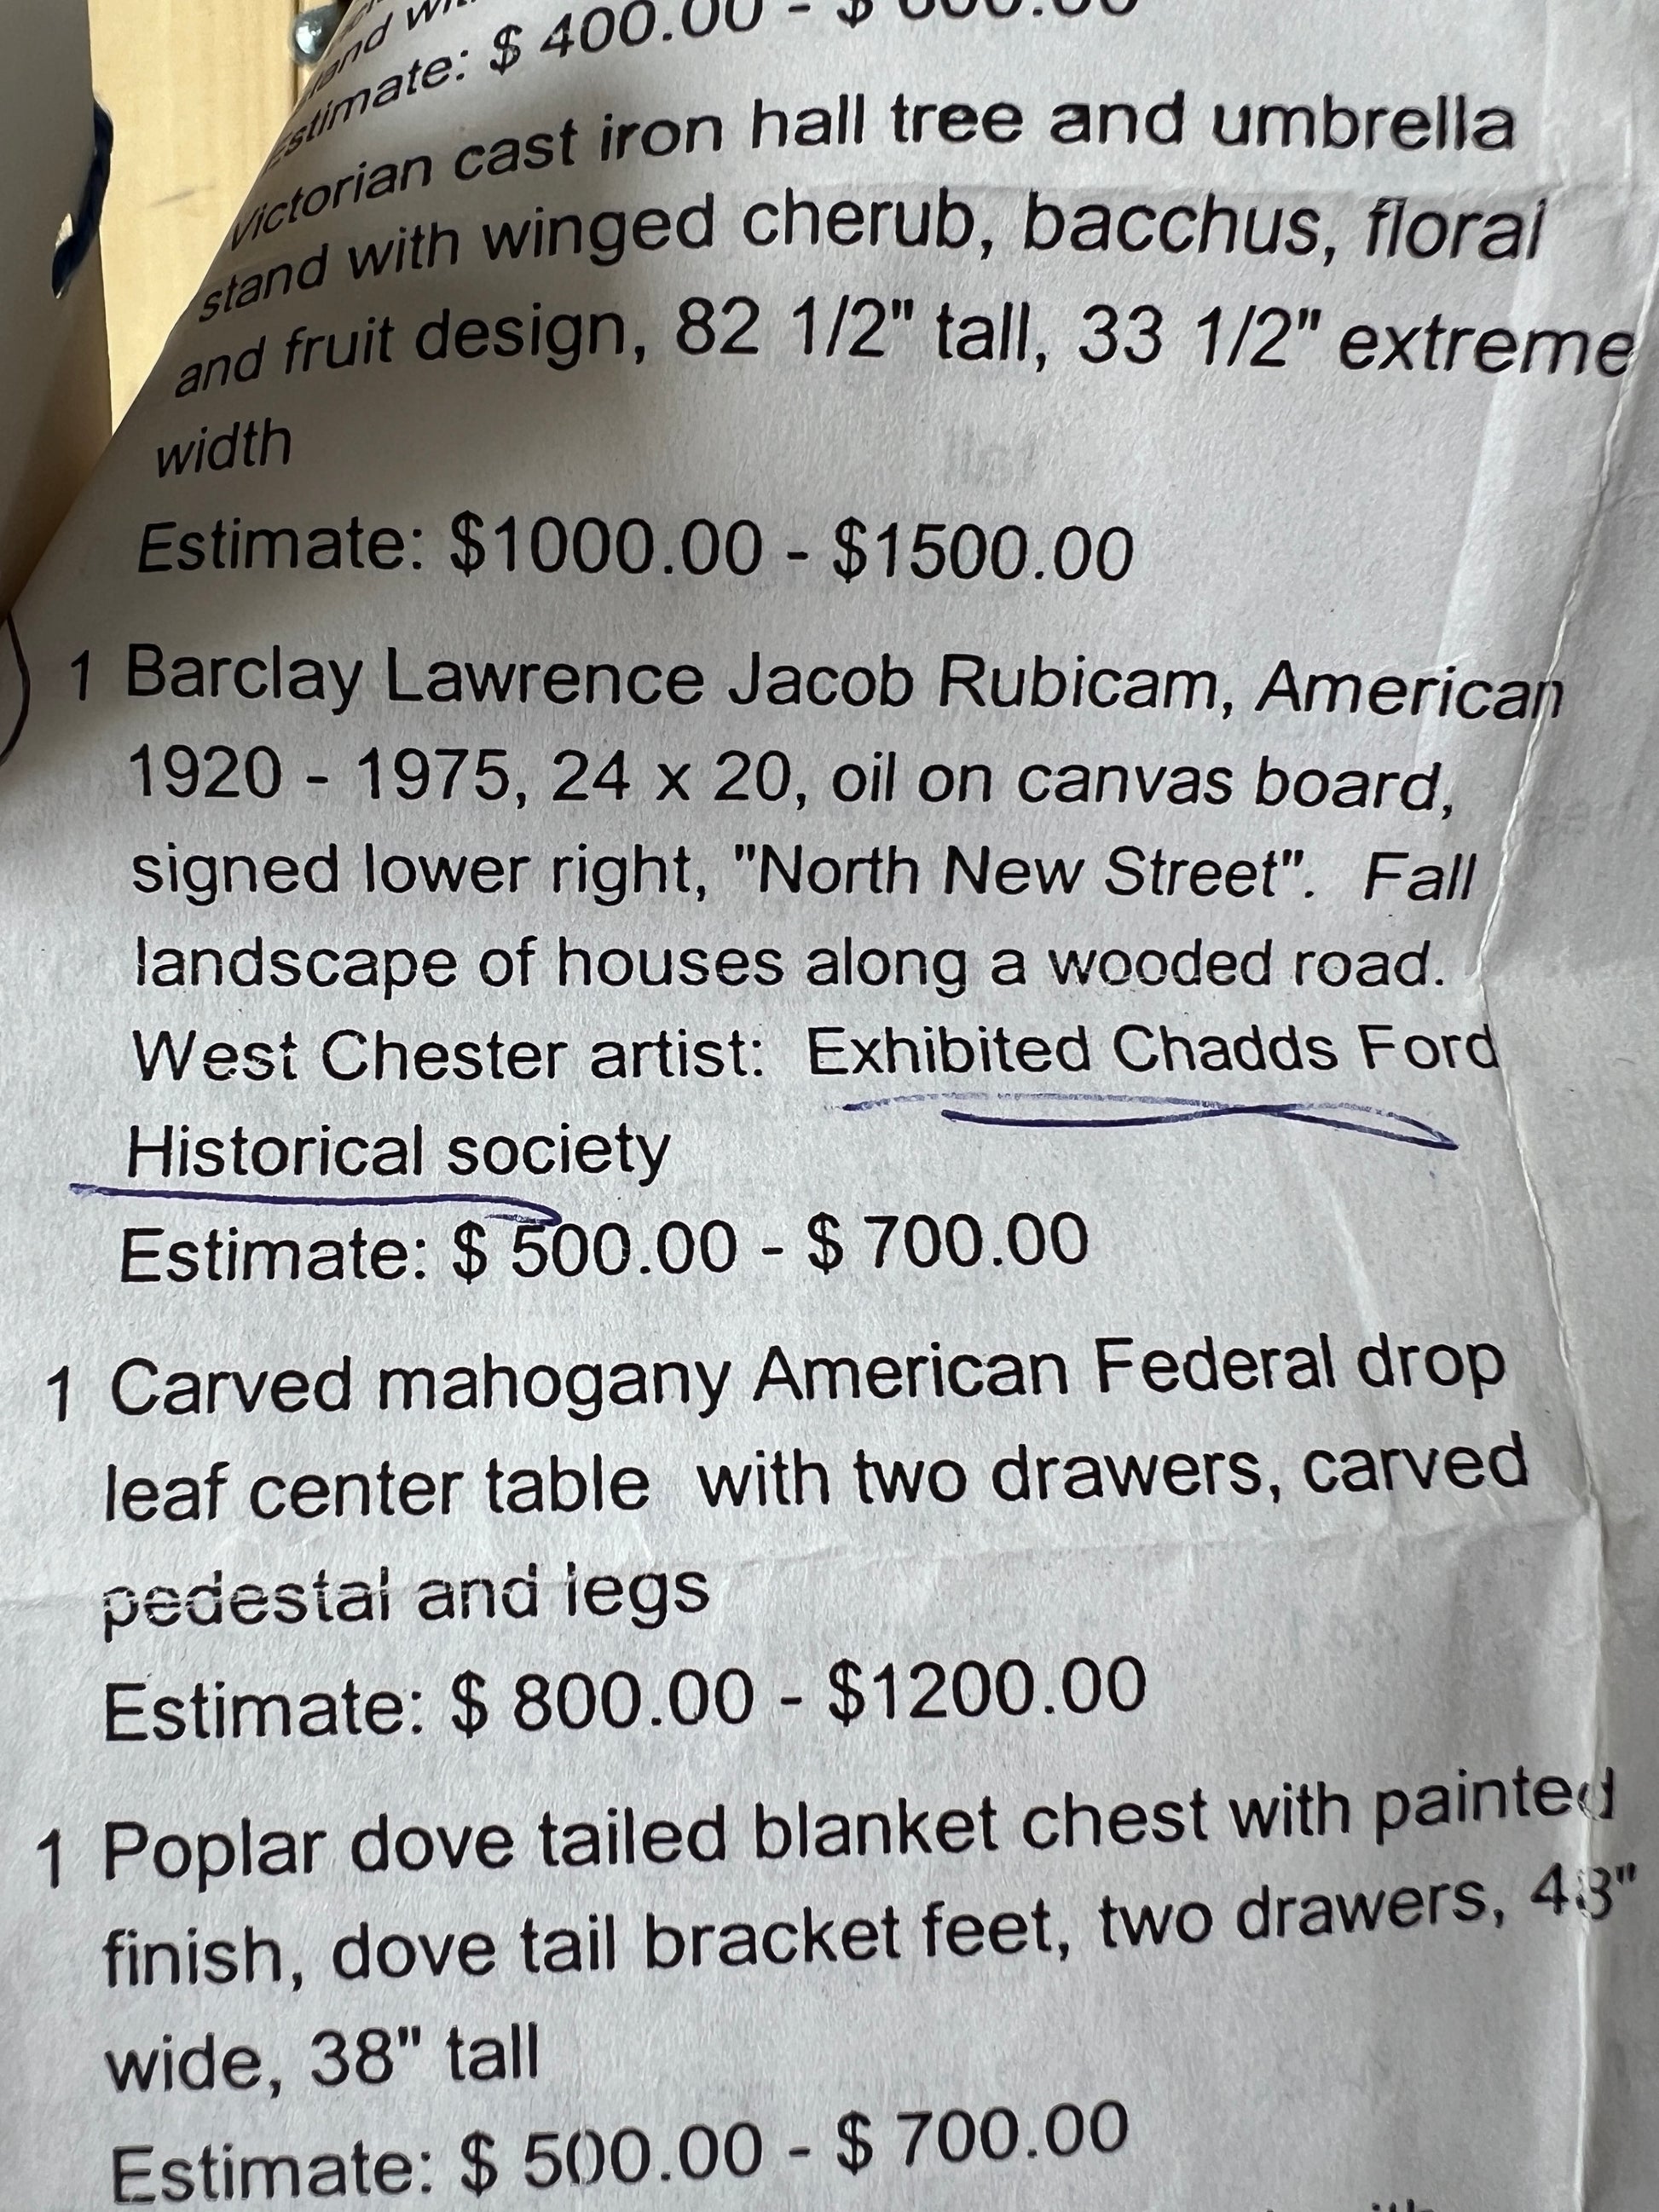 Estimate: $ 400.00 - $ 600.00
Victorian cast iron hall tree and umbrella
stand with winged cherub, bacchus, floral
and fruit design, 82 1/2" tall, 33 1/2" extreme
width
Estimate: $1000.00 - $1500.00
1 Barclay Lawrence Jacob Rubicam, American
1920 - 1975, 24 x 20, oil on canvas board,
signed lower right, "North New Street". Fall
landscape of houses along a wooded road.
West Chester artist: Exhibited Chadds Ford
Historical society
Estimate: $ 500.00 - $ 700.00
1 Carved mahogany American Federal drop
leaf center table with two drawers, carved
pedestal and legs
Estimate: $ 800.00 - $1200.00
1 Poplar dove tailed blanket chest with painted
finish, dove tail bracket feet, two drawers, 48"
wide, 38" tall
Estimate: $ 500.00 - $ 700.00